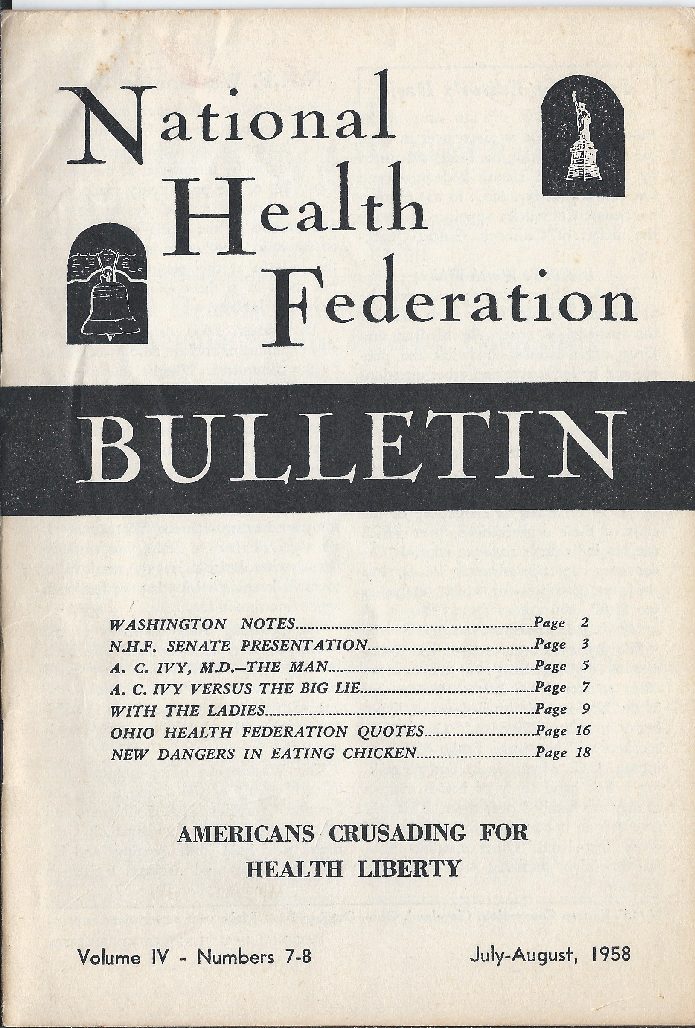 National
Health
Federation
BULLETIN
WASHINGTON NOTES........Page 2
N.H.F. SENATE PRESENTATION........Page 3
A. C. IVY, M.D.—THE MAN........Page 5
A. C. IVY VERSUS THE BIG LIE........Page 7
WITH THE LADIES........Page 9
OHIO HEALTH FEDERATION QUOTES........Page 16
NEW DANGERS IN EATING CHICKEN........Page 18
AMERICANS CRUSADING FOR
HEALTH LIBERTY
Volume IV - Numbers 7-8 July-August, 1958